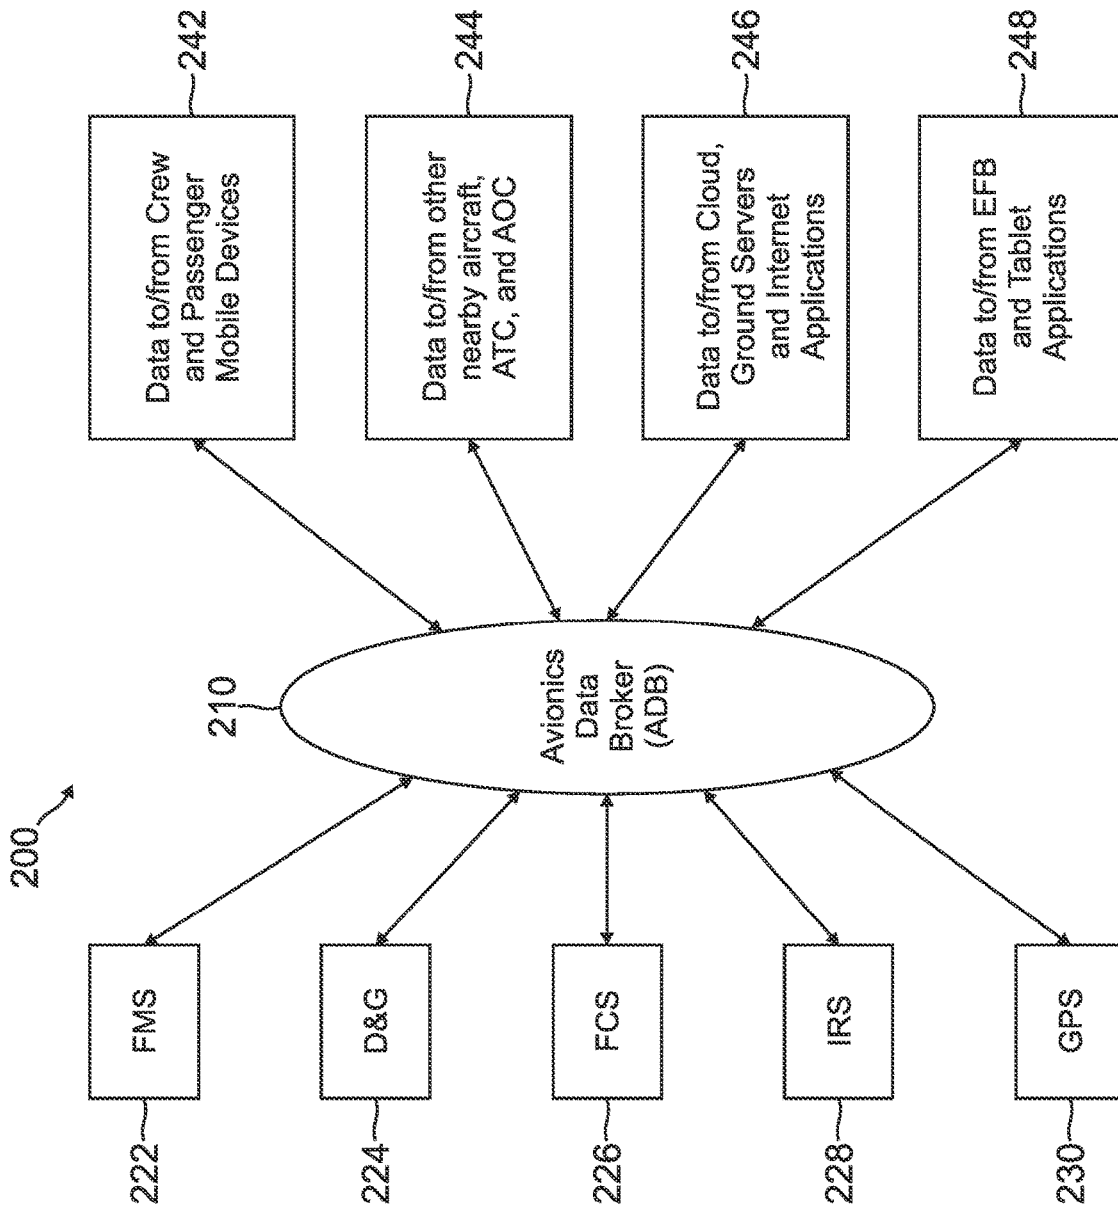 200
222
FMS
224
D&G
226
FCS
228
IRS
230
GPS
210
Avionics
Data
Broker
(ADB)
Data to/from Crew
and Passenger
Mobile Devices
242
Data to/from other
nearby aircraft,
ATC, and AOC
244
Data to/from Cloud,
Ground Servers
and Internet
Applications
246
Data to/from EFB
and Tablet
Applications
248